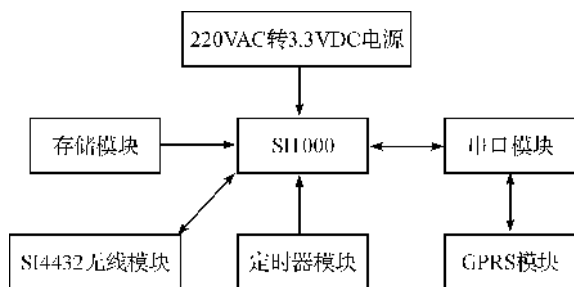 220VAC转3.3VDC电源
存储模块
SI1000
串口模块
SI4432无线模块
定时器模块
GPRS模块